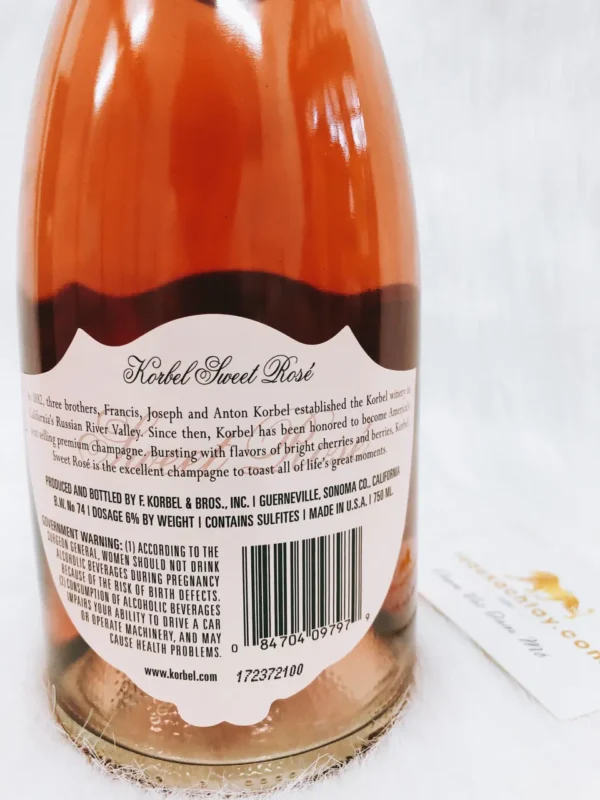 Korbel Sweet Rosé
1882, three brothers, Francis, Joseph and Anton Korbel established the Korbel winery in
California's Russian River Valley. Since then, Korbel has been honored to become America's
selling premium champagne. Bursting with flavors of bright cherries and berries, Korbel
Sweet Rosé is the excellent champagne to toast all of life's great moments.
Sweet Rosé
PRODUCED AND BOTTLED BY F. KORBEL & BROS., INC. | GUERNEVILLE, SONOMA CO., CALIFORNIA
B.W. No 74 | DOSAGE 6% BY WEIGHT | CONTAINS SULFITES | MADE IN U.S.A. | 750 ML
GOVERNMENT WARNING: (1) ACCORDING TO THE
SURGEON GENERAL, WOMEN SHOULD NOT DRINK
ALCOHOLIC BEVERAGES DURING PREGNANCY
BECAUSE OF THE RISK OF BIRTH DEFECTS.
(2) CONSUMPTION OF ALCOHOLIC BEVERAGES
IMPAIRS YOUR ABILITY TO DRIVE A CAR
OR OPERATE MACHINERY, AND MAY
CAUSE HEALTH PROBLEMS.
0 84704 09797 9
www.korbel.com 172372100